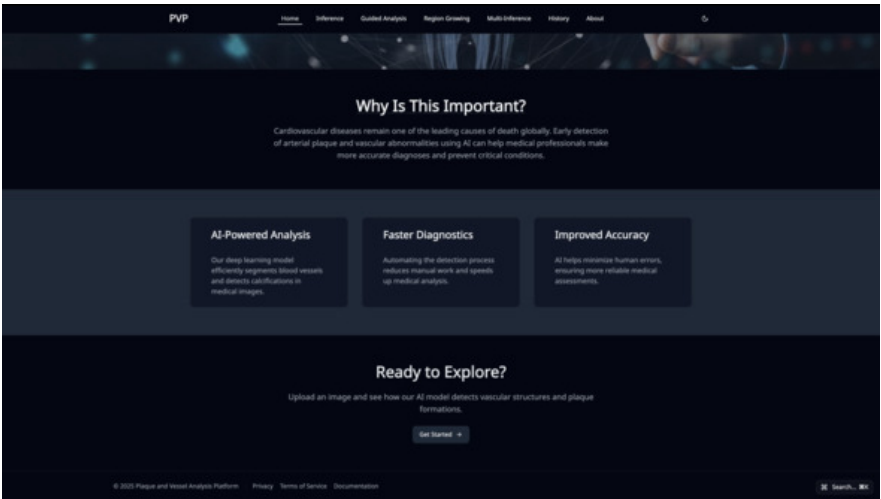 PVP
Home Inference Guided Analysis Region Growing Multi-Inference History About
Why Is This Important?
Cardiovascular diseases remain one of the leading causes of death globally. Early detection
of arterial plaque and vascular abnormalities using AI can help medical professionals make
more accurate diagnoses and prevent critical conditions.
AI-Powered Analysis
Our deep learning model
efficiently segments blood vessels
and detects calcifications in
medical images.
Faster Diagnostics
Automating the detection process
reduces manual work and speeds
up medical analysis.
Improved Accuracy
AI helps minimize human errors,
ensuring more reliable medical
assessments.
Ready to Explore?
Upload an image and see how our AI model detects vascular structures and plaque
formations.
Get Started →
© 2025 Plaque and Vessel Analysis Platform Privacy Terms of Service Documentation
⌘ Search... ⌘K